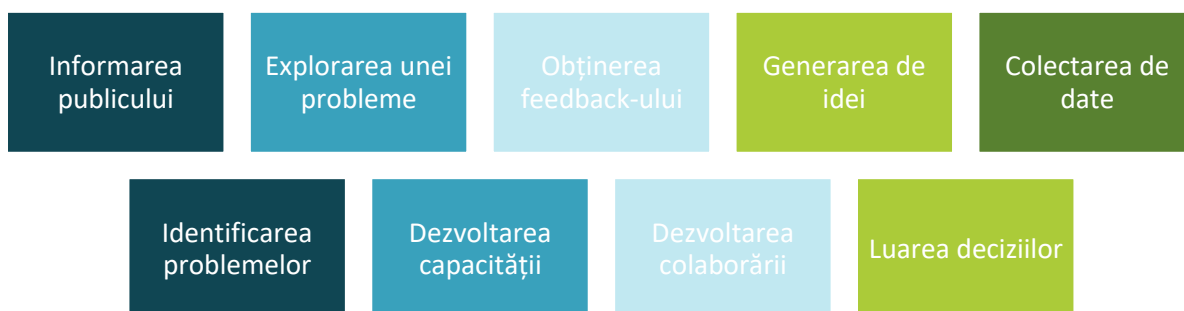 Informarea
publicului
Explorarea unei
probleme
Obținerea
feedback-ului
Generarea de
idei
Colectarea de
date
Identificarea
problemelor
Dezvoltarea
capacității
Dezvoltarea
colaborării
Luarea deciziilor